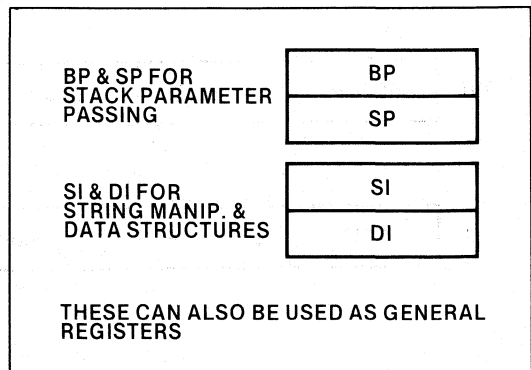 BP & SP FOR
STACK PARAMETER
PASSING
BP
SP
SI & DI FOR
STRING MANIP. &
DATA STRUCTURES
SI
DI
THESE CAN ALSO BE USED AS GENERAL
REGISTERS